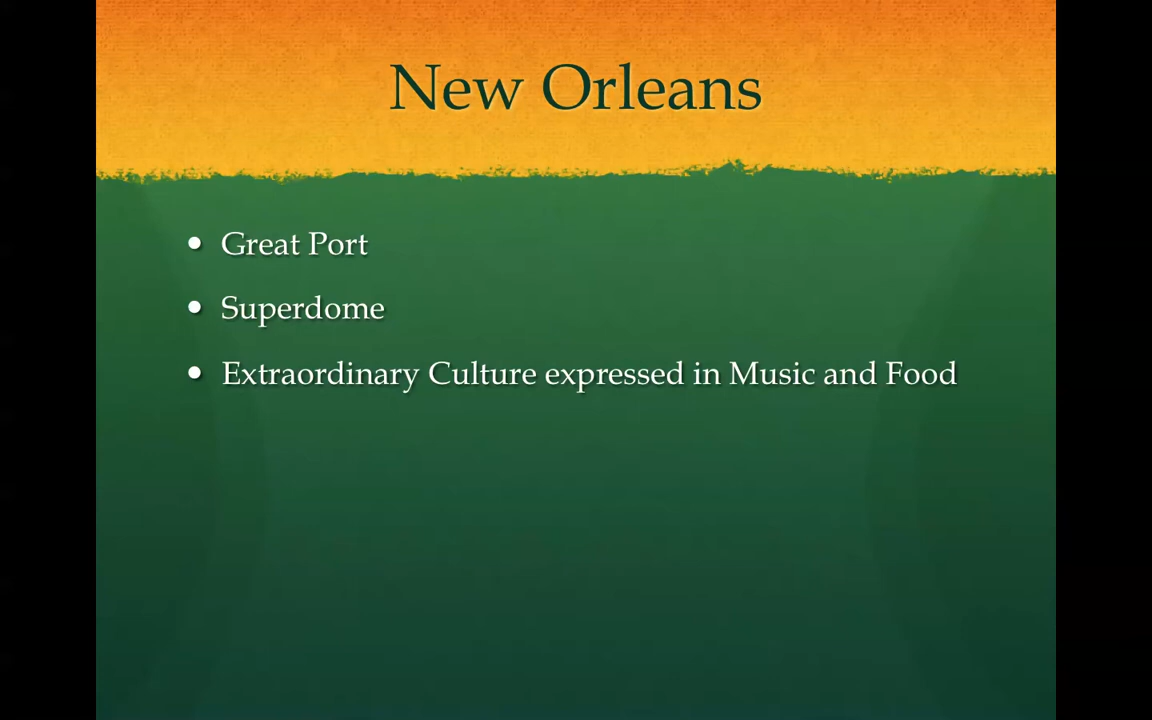 New Orleans
• Great Port
• Superdome
• Extraordinary Culture expressed in Music and Food